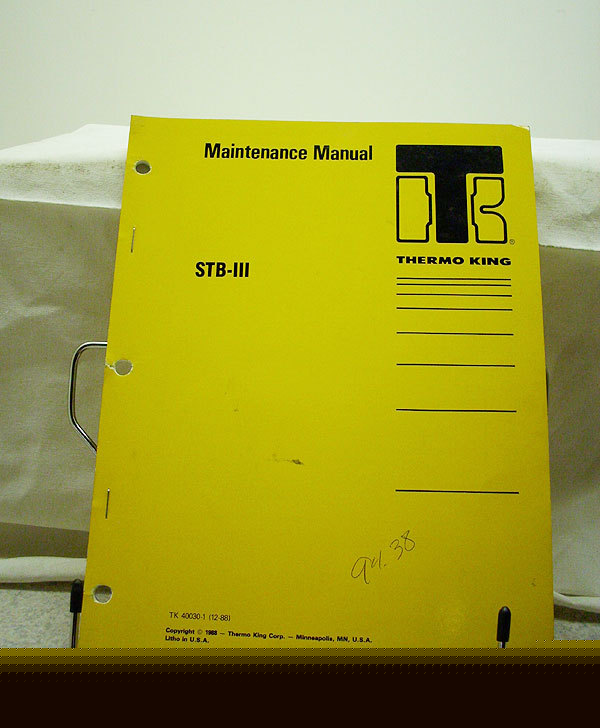 Maintenance Manual
TK
®
THERMO KING
STB-III
94.38
TK 40030-1 (12-88)
Copyright © 1988 — Thermo King Corp. — Minneapolis, MN, U.S.A.
Litho in U.S.A.